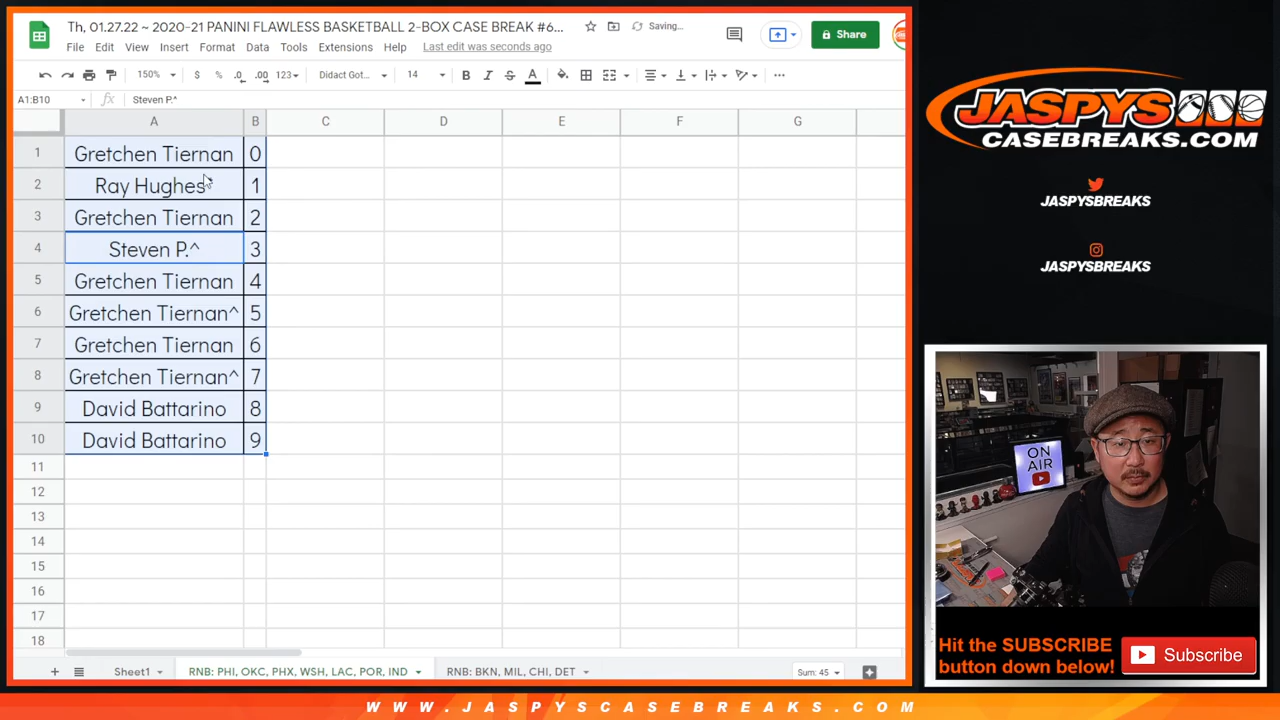 Th, 01.27.22 ~ 2020-21 PANINI FLAWLESS BASKETBALL 2-BOX CASE BREAK #6...
Saving...
Share
File Edit View Insert Format Data Tools Extensions Help Last edit was seconds ago
150% $ % .0 .00 123 Didact Got... 14 B I S A
A1:B10 fx Steven P.^
A B C D E F G
1 Gretchen Tiernan 0
2 Ray Hughes 1
3 Gretchen Tiernan 2
4 Steven P.^ 3
5 Gretchen Tiernan 4
6 Gretchen Tiernan^ 5
7 Gretchen Tiernan 6
8 Gretchen Tiernan^ 7
9 David Battarino 8
10 David Battarino 9
11
12
13
14
15
16
17
18
Sheet1 RNB: PHI, OKC, PHX, WSH, LAC, POR, IND RNB: BKN, MIL, CHI, DET Sum: 45
JASPYS
CASEBREAKS.COM
JASPYSBREAKS
JASPYSBREAKS
ON
AIR
Hit the SUBSCRIBE
button down below!
Subscribe
WWW.JASPYSCASEBREAKS.COM